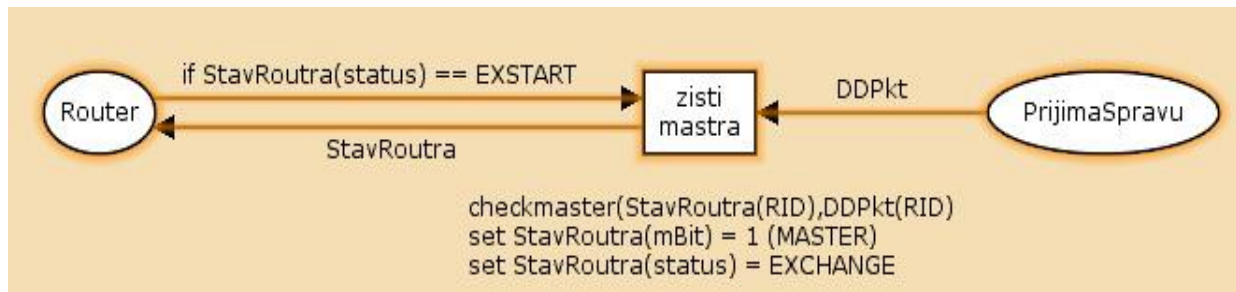 if StavRoutra(status) == EXSTART
Router
zisti
mastra
DDPkt
PrijimaSpravu
StavRoutra
checkmaster(StavRoutra(RID),DDPkt(RID)
set StavRoutra(mBit) = 1 (MASTER)
set StavRoutra(status) = EXCHANGE